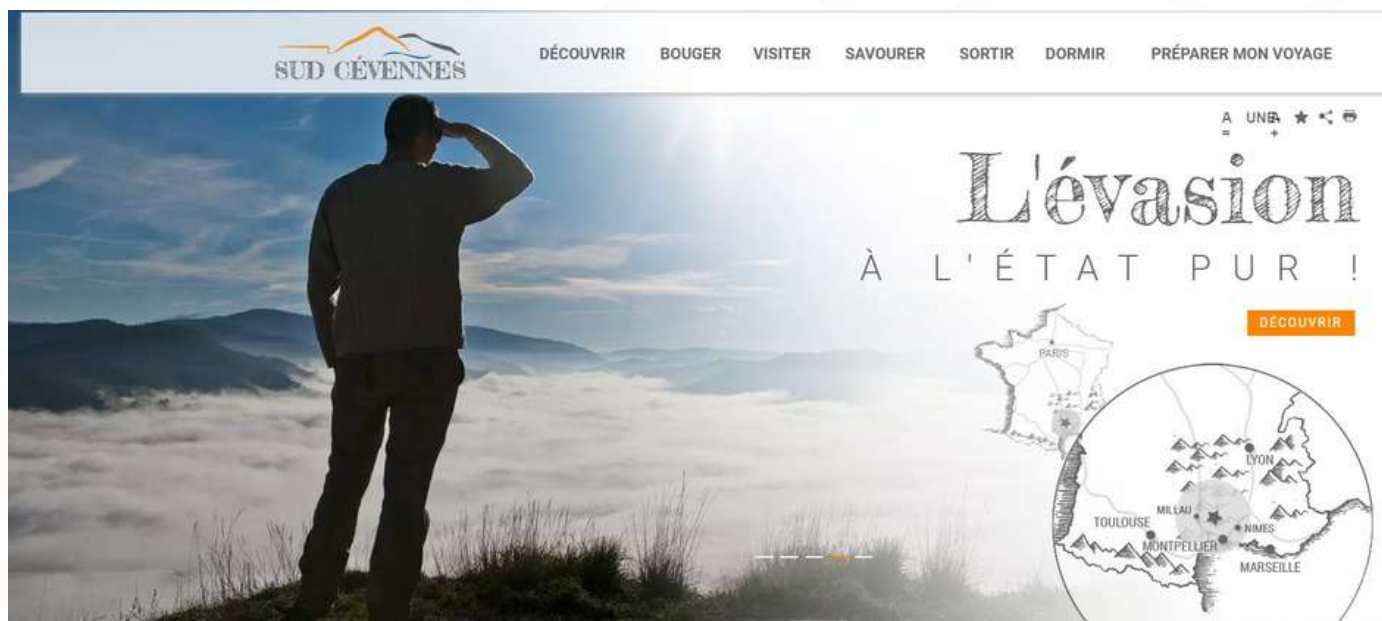 SUD CÉVENNES
DÉCOUVRIR BOUGER VISITER SAVOURER SORTIR DORMIR PRÉPARER MON VOYAGE
A UNE A
= +
L'évasion
À L'ÉTAT PUR !
DÉCOUVRIR
PARIS
LYON
MILLAU
TOULOUSE
NIMES
MONTPELLIER
MARSEILLE